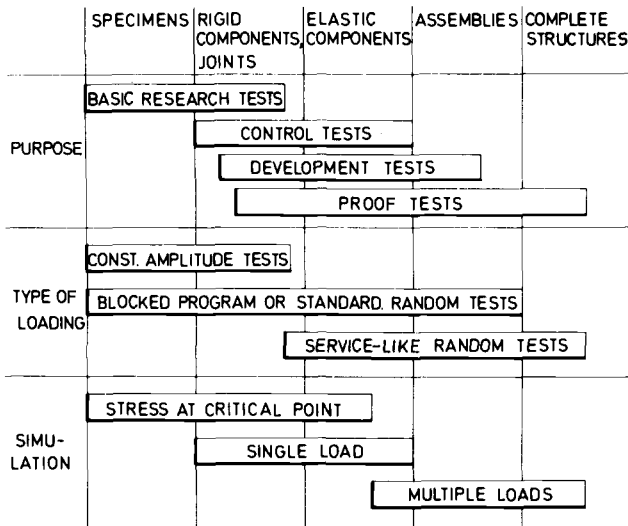 SPECIMENS
RIGID COMPONENTS, JOINTS
ELASTIC COMPONENTS
ASSEMBLIES
COMPLETE STRUCTURES
PURPOSE
BASIC RESEARCH TESTS
CONTROL TESTS
DEVELOPMENT TESTS
PROOF TESTS
TYPE OF LOADING
CONST. AMPLITUDE TESTS
BLOCKED PROGRAM OR STANDARD. RANDOM TESTS
SERVICE-LIKE RANDOM TESTS
SIMU-
LATION
STRESS AT CRITICAL POINT
SINGLE LOAD
MULTIPLE LOADS